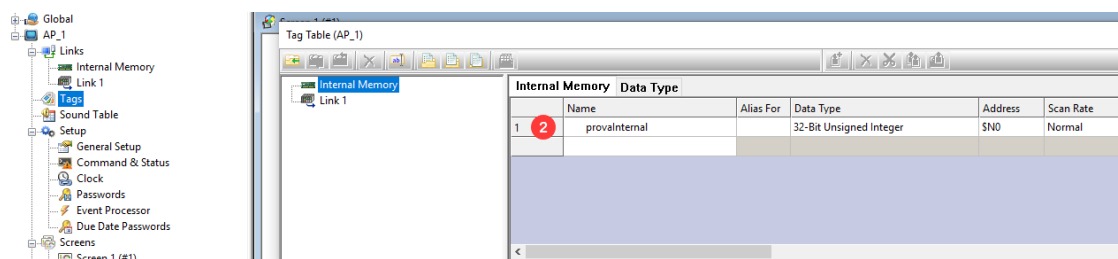 Global
AP_1
Links
Internal Memory
Link 1
Tags
Sound Table
Setup
General Setup
Command & Status
Clock
Passwords
Event Processor
Due Date Passwords
Screens
Screen 1 (#1)
Screen 1 (#1)
Tag Table (AP_1)
Internal Memory
Link 1
Internal Memory Data Type
Name Alias For Data Type Address Scan Rate
1 2 provaInternal 32-Bit Unsigned Integer $N0 Normal